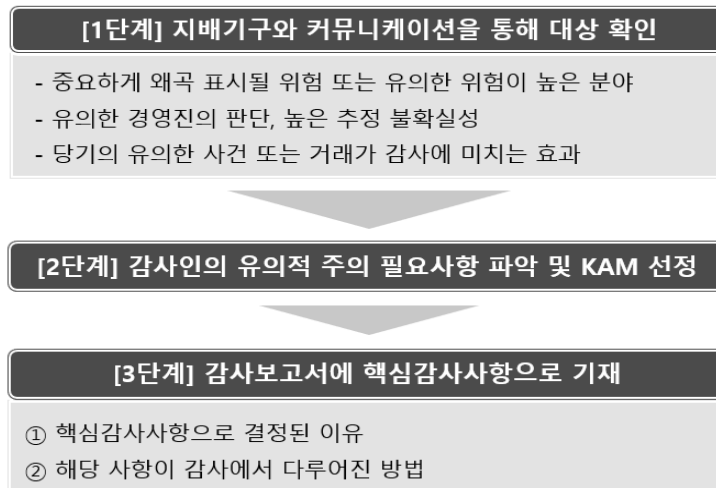 [1단계] 지배기구와 커뮤니케이션을 통해 대상 확인
- 중요하게 왜곡 표시될 위험 또는 유의한 위험이 높은 분야
- 유의한 경영진의 판단, 높은 추정 불확실성
- 당기의 유의한 사건 또는 거래가 감사에 미치는 효과
[2단계] 감사인의 유의적 주의 필요사항 파악 및 KAM 선정
[3단계] 감사보고서에 핵심감사사항으로 기재
① 핵심감사사항으로 결정된 이유
② 해당 사항이 감사에서 다루어진 방법